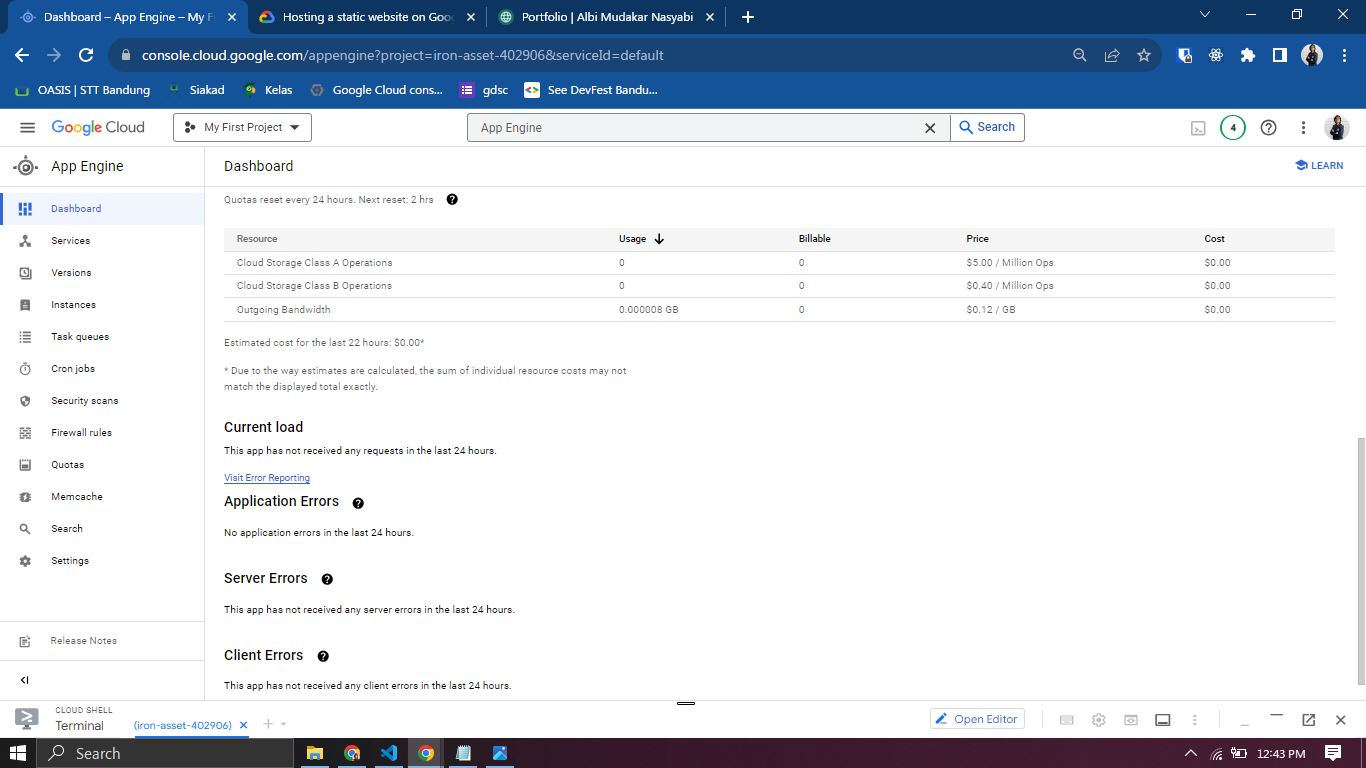 Dashboard – App Engine – My Fi
Hosting a static website on Goog
Portfolio | Albi Mudakar Nasyabi
console.cloud.google.com/appengine?project=iron-asset-402906&serviceId=default
OASIS | STT Bandung
Siakad
Kelas
Google Cloud cons...
gdsc
See DevFest Bandu...
Google Cloud
My First Project
App Engine
Search
4
App Engine
Dashboard
LEARN
Dashboard
Services
Versions
Instances
Task queues
Cron jobs
Security scans
Firewall rules
Quotas
Memcache
Search
Settings
Release Notes
Quotas reset every 24 hours. Next reset: 2 hrs
Resource Usage Billable Price Cost
Cloud Storage Class A Operations 0 0 $5.00 / Million Ops $0.00
Cloud Storage Class B Operations 0 0 $0.40 / Million Ops $0.00
Outgoing Bandwidth 0.000008 GB 0 $0.12 / GB $0.00
Estimated cost for the last 22 hours: $0.00*
* Due to the way estimates are calculated, the sum of individual resource costs may not
match the displayed total exactly.
Current load
This app has not received any requests in the last 24 hours.
Visit Error Reporting
Application Errors
No application errors in the last 24 hours.
Server Errors
This app has not received any server errors in the last 24 hours.
Client Errors
This app has not received any client errors in the last 24 hours.
CLOUD SHELL
Terminal
(iron-asset-402906)
Open Editor
Search
12:43 PM